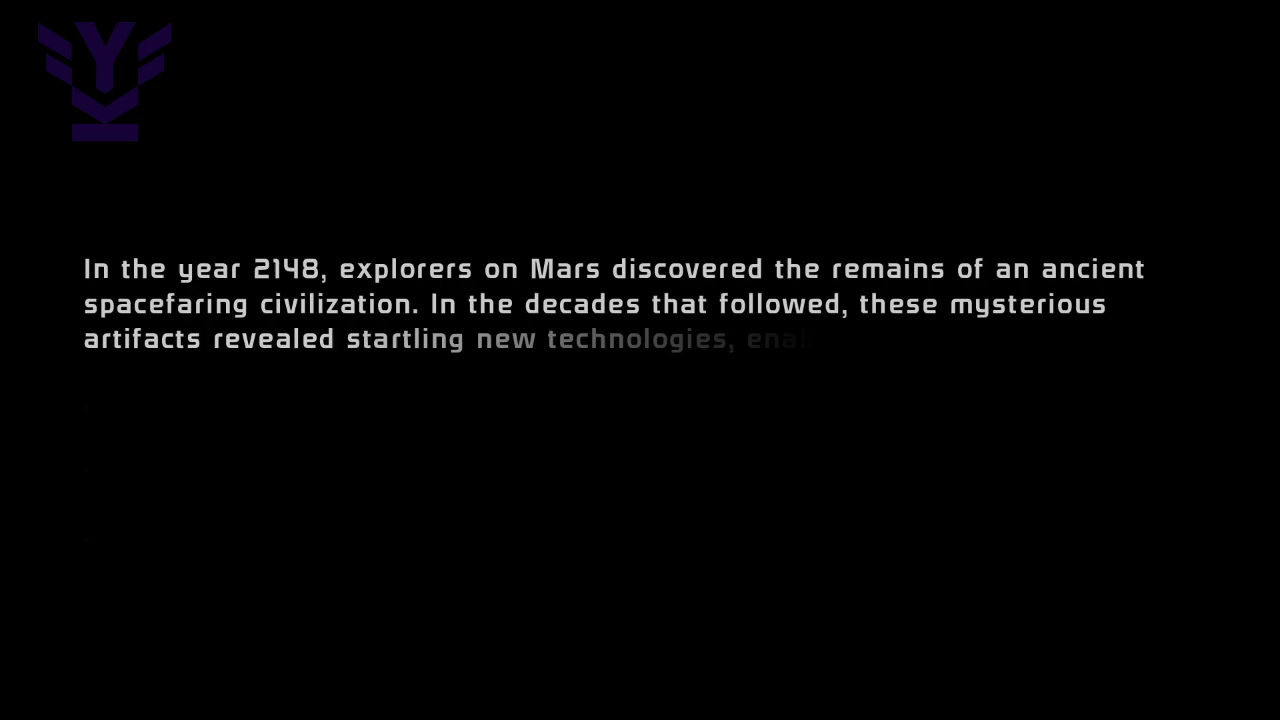 In the year 2148, explorers on Mars discovered the remains of an ancient
spacefaring civilization. In the decades that followed, these mysterious
artifacts revealed startling new technologies,